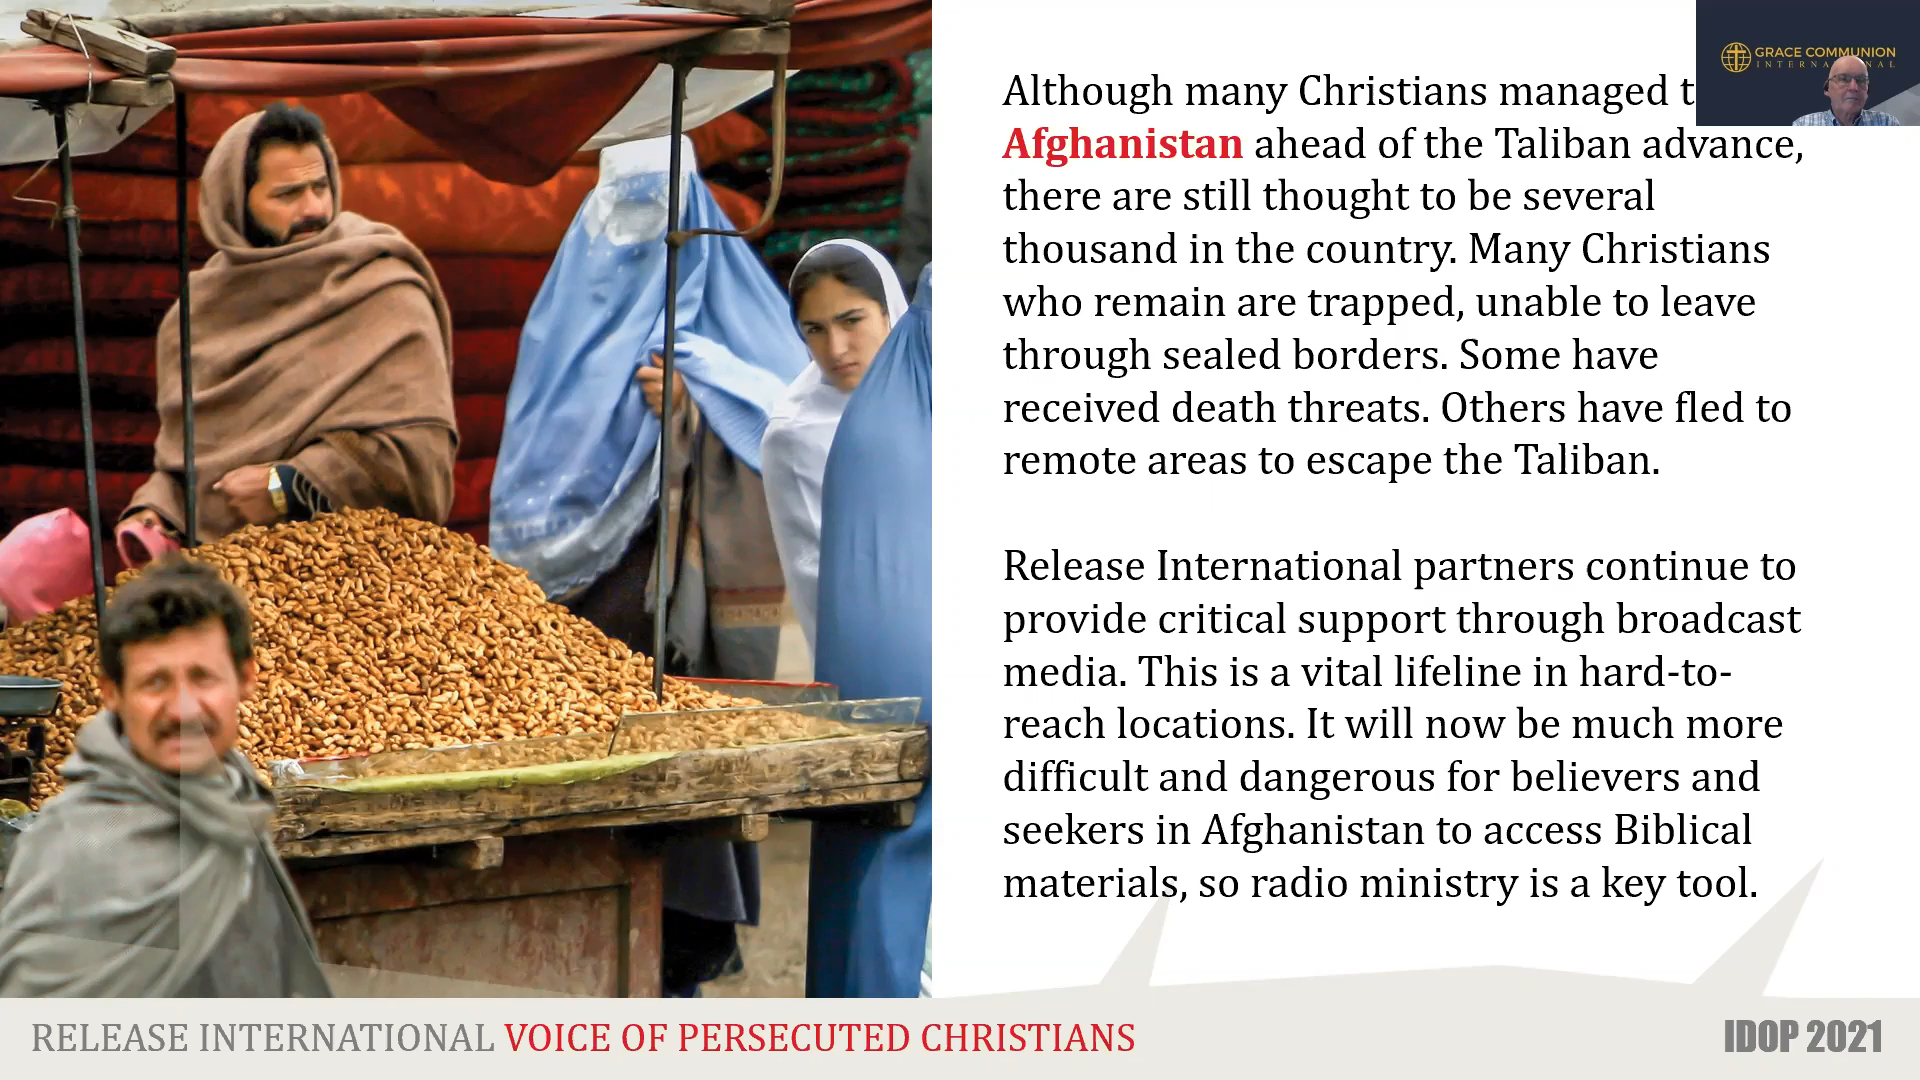 GRACE COMMUNION
Although many Christians managed
Afghanistan ahead of the Taliban advance,
there are still thought to be several
thousand in the country. Many Christians
who remain are trapped, unable to leave
through sealed borders. Some have
received death threats. Others have fled to
remote areas to escape the Taliban.
Release International partners continue to
provide critical support through broadcast
media. This is a vital lifeline in hard-to-
reach locations. It will now be much more
difficult and dangerous for believers and
seekers in Afghanistan to access Biblical
materials, so radio ministry is a key tool.
RELEASE INTERNATIONAL VOICE OF PERSECUTED CHRISTIANS
IDOP 2021